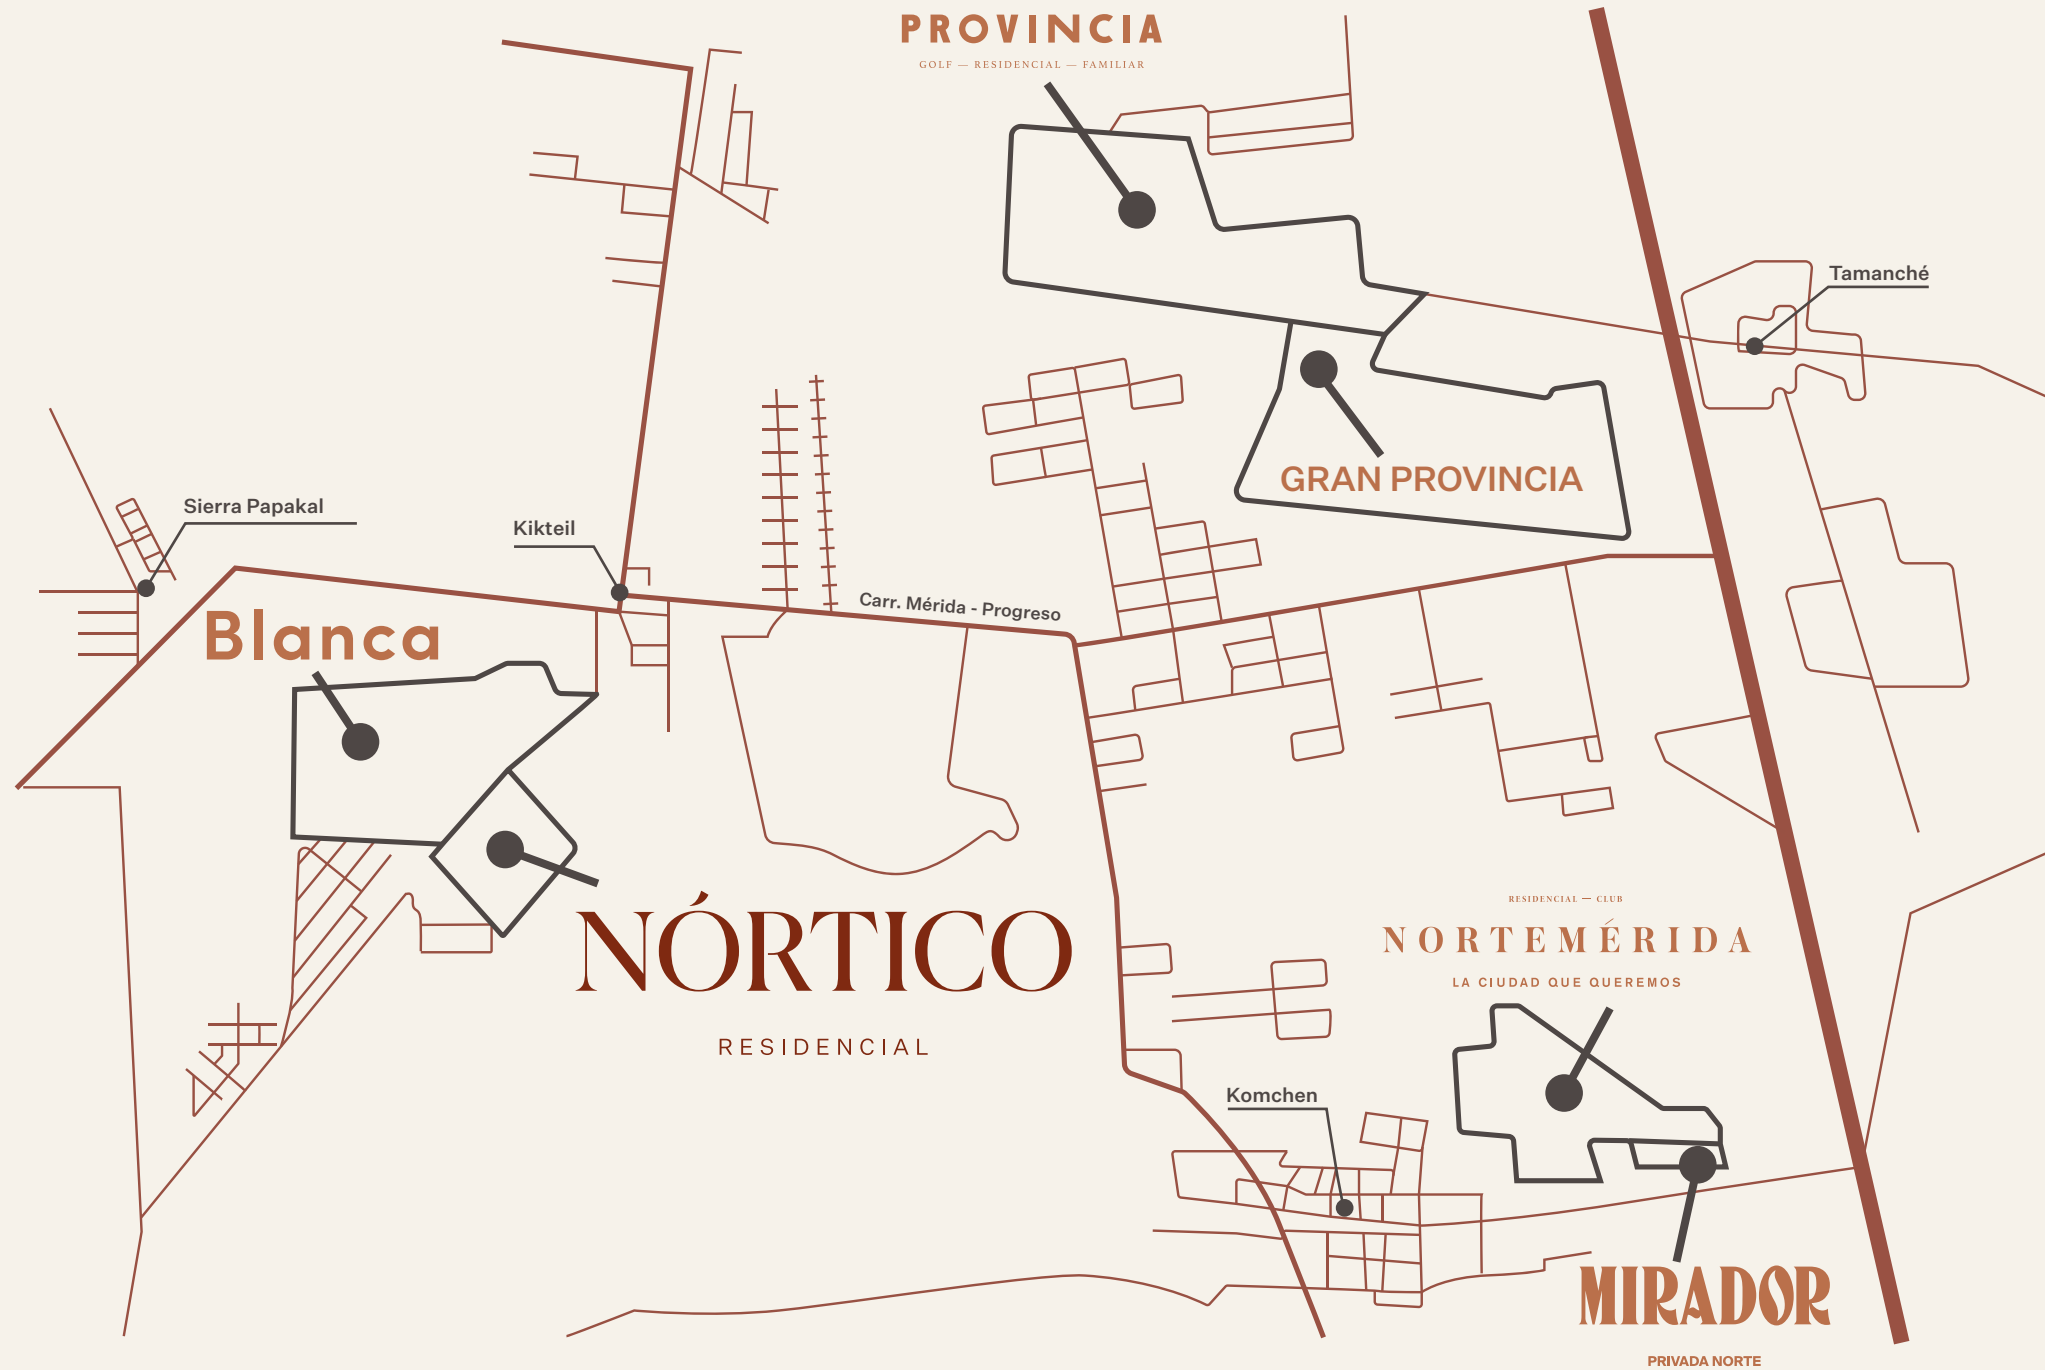 PROVINCIA
GOLF — RESIDENCIAL — FAMILIAR
Tamanché
GRAN PROVINCIA
Sierra Papakal
Kikteil
Carr. Mérida - Progreso
Blanca
NÓRTICO
RESIDENCIAL
RESIDENCIAL — CLUB
NORTEMÉRIDA
LA CIUDAD QUE QUEREMOS
Komchen
MIRADOR
PRIVADA NORTE